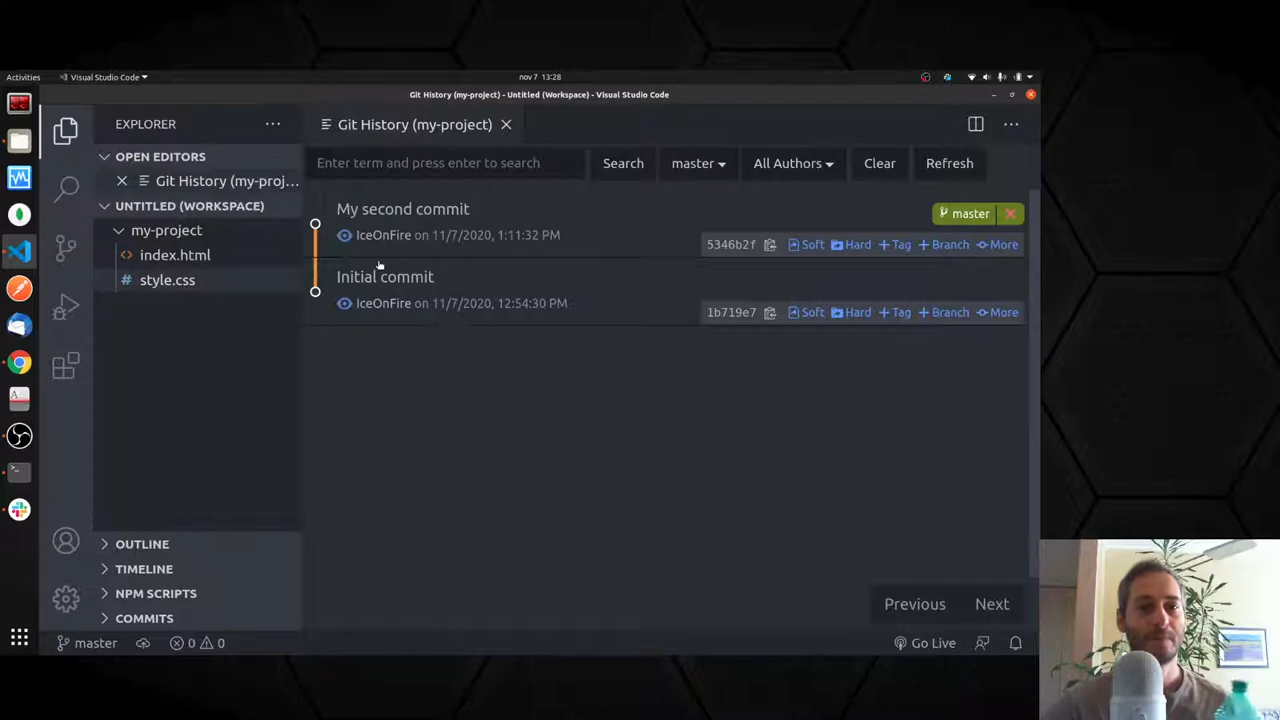 Activities Visual Studio Code nov 7 13:28
Git History (my-project) - Untitled (Workspace) - Visual Studio Code
EXPLORER
Git History (my-project)
OPEN EDITORS
Git History (my-proj...
UNTITLED (WORKSPACE)
my-project
index.html
style.css
OUTLINE
TIMELINE
NPM SCRIPTS
COMMITS
Enter term and press enter to search Search master All Authors Clear Refresh
My second commit
master
IceOnFire on 11/7/2020, 1:11:32 PM
5346b2f Soft Hard +Tag +Branch More
Initial commit
IceOnFire on 11/7/2020, 12:54:30 PM
1b719e7 Soft Hard +Tag +Branch More
Previous Next
master 0 0 Go Live